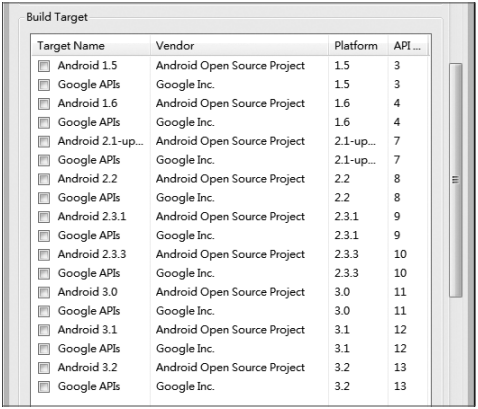 Build Target
Target Name Vendor Platform API ...
Android 1.5 Android Open Source Project 1.5 3
Google APIs Google Inc. 1.5 3
Android 1.6 Android Open Source Project 1.6 4
Google APIs Google Inc. 1.6 4
Android 2.1-up... Android Open Source Project 2.1-up... 7
Google APIs Google Inc. 2.1-up... 7
Android 2.2 Android Open Source Project 2.2 8
Google APIs Google Inc. 2.2 8
Android 2.3.1 Android Open Source Project 2.3.1 9
Google APIs Google Inc. 2.3.1 9
Android 2.3.3 Android Open Source Project 2.3.3 10
Google APIs Google Inc. 2.3.3 10
Android 3.0 Android Open Source Project 3.0 11
Google APIs Google Inc. 3.0 11
Android 3.1 Android Open Source Project 3.1 12
Google APIs Google Inc. 3.1 12
Android 3.2 Android Open Source Project 3.2 13
Google APIs Google Inc. 3.2 13